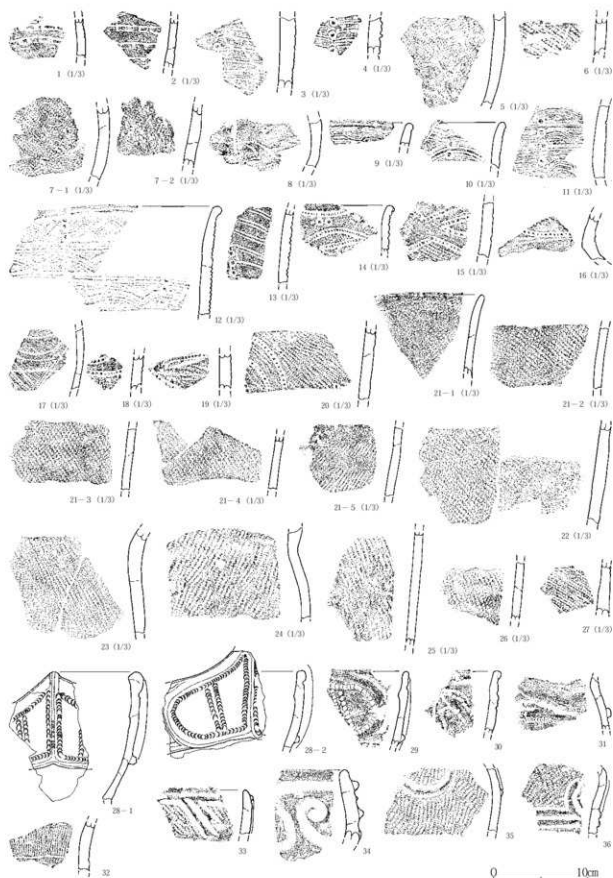 1 (1/3) 2 (1/3) 3 (1/3) 4 (1/3) 5 (1/3) 6 (1/3)
7-1 (1/3) 7-2 (1/3) 8 (1/3) 9 (1/3) 10 (1/3) 11 (1/3)
12 (1/3) 13 (1/3) 14 (1/3) 15 (1/3) 16 (1/3)
17 (1/3) 18 (1/3) 19 (1/3) 20 (1/3) 21-1 (1/3) 21-2 (1/3)
21-3 (1/3) 21-4 (1/3) 21-5 (1/3) 22 (1/3)
23 (1/3) 24 (1/3) 25 (1/3) 26 (1/3) 27 (1/3)
28-1 28-2 29 30 31
32 33 34 35 36
0 10cm